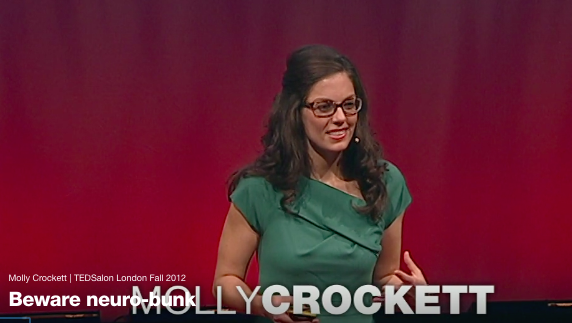 Molly Crockett | TEDSalon London Fall 2012
Beware neuro-bunk
MOLLYCROCKETT